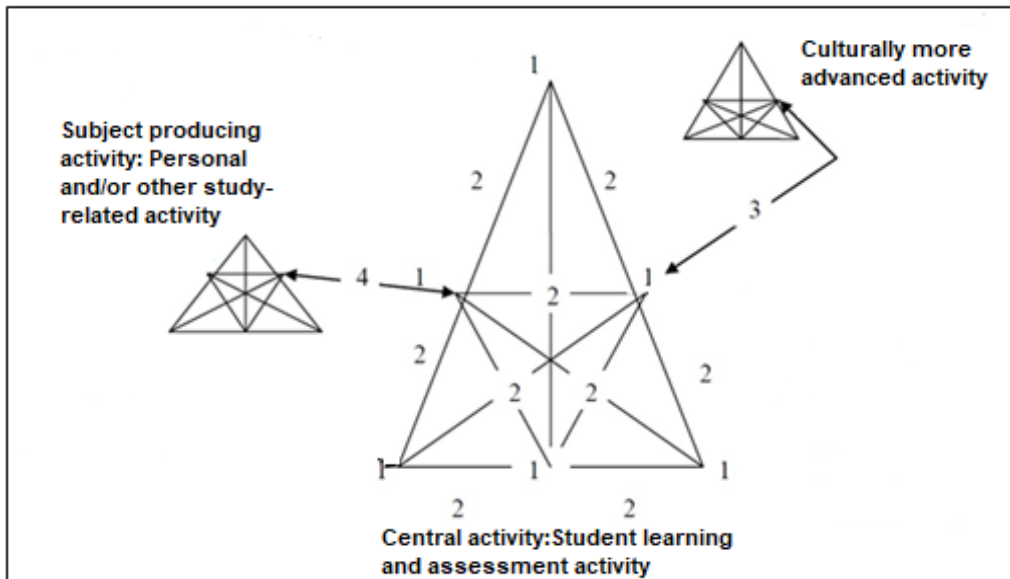 Culturally more
advanced activity
1
Subject producing
activity: Personal
and/or other study-
related activity
2 2
3
4 1 1
2
2 2
2 2
1 1 1
2 2
Central activity:Student learning
and assessment activity